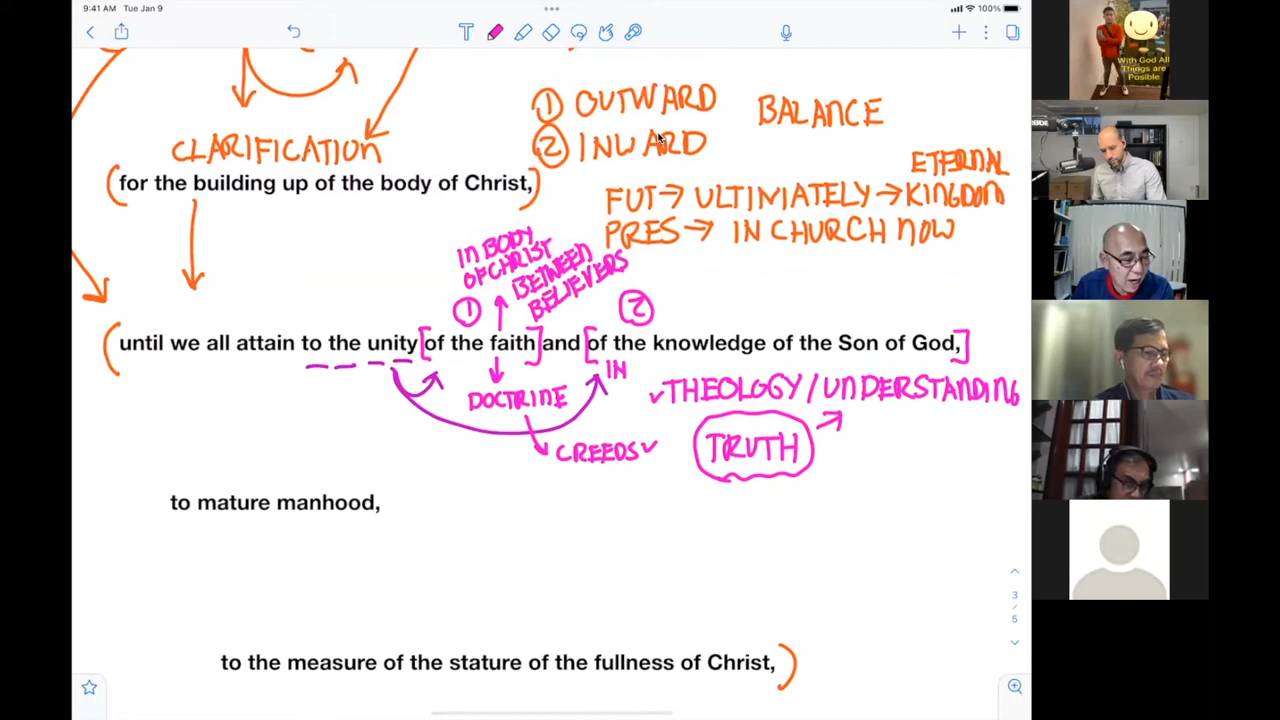 9:41 AM Tue Jan 9
100%
With God All
Things are
Posible
① OUTWARD
BALANCE
② INWARD
CLARIFICATION
ETERNAL
(for the building up of the body of Christ,)
FUT → ULTIMATELY → KINGDOM
PRES → IN CHURCH NOW
IN BODY
OF CHRIST
BETWEEN
BELIEVERS
① ②
(until we all attain to the unity [of the faith] and [of the knowledge of the Son of God,]
IN
DOCTRINE
✓THEOLOGY / UNDERSTANDING
CREEDS✓
TRUTH
to mature manhood,
3
/
5
to the measure of the stature of the fullness of Christ,)